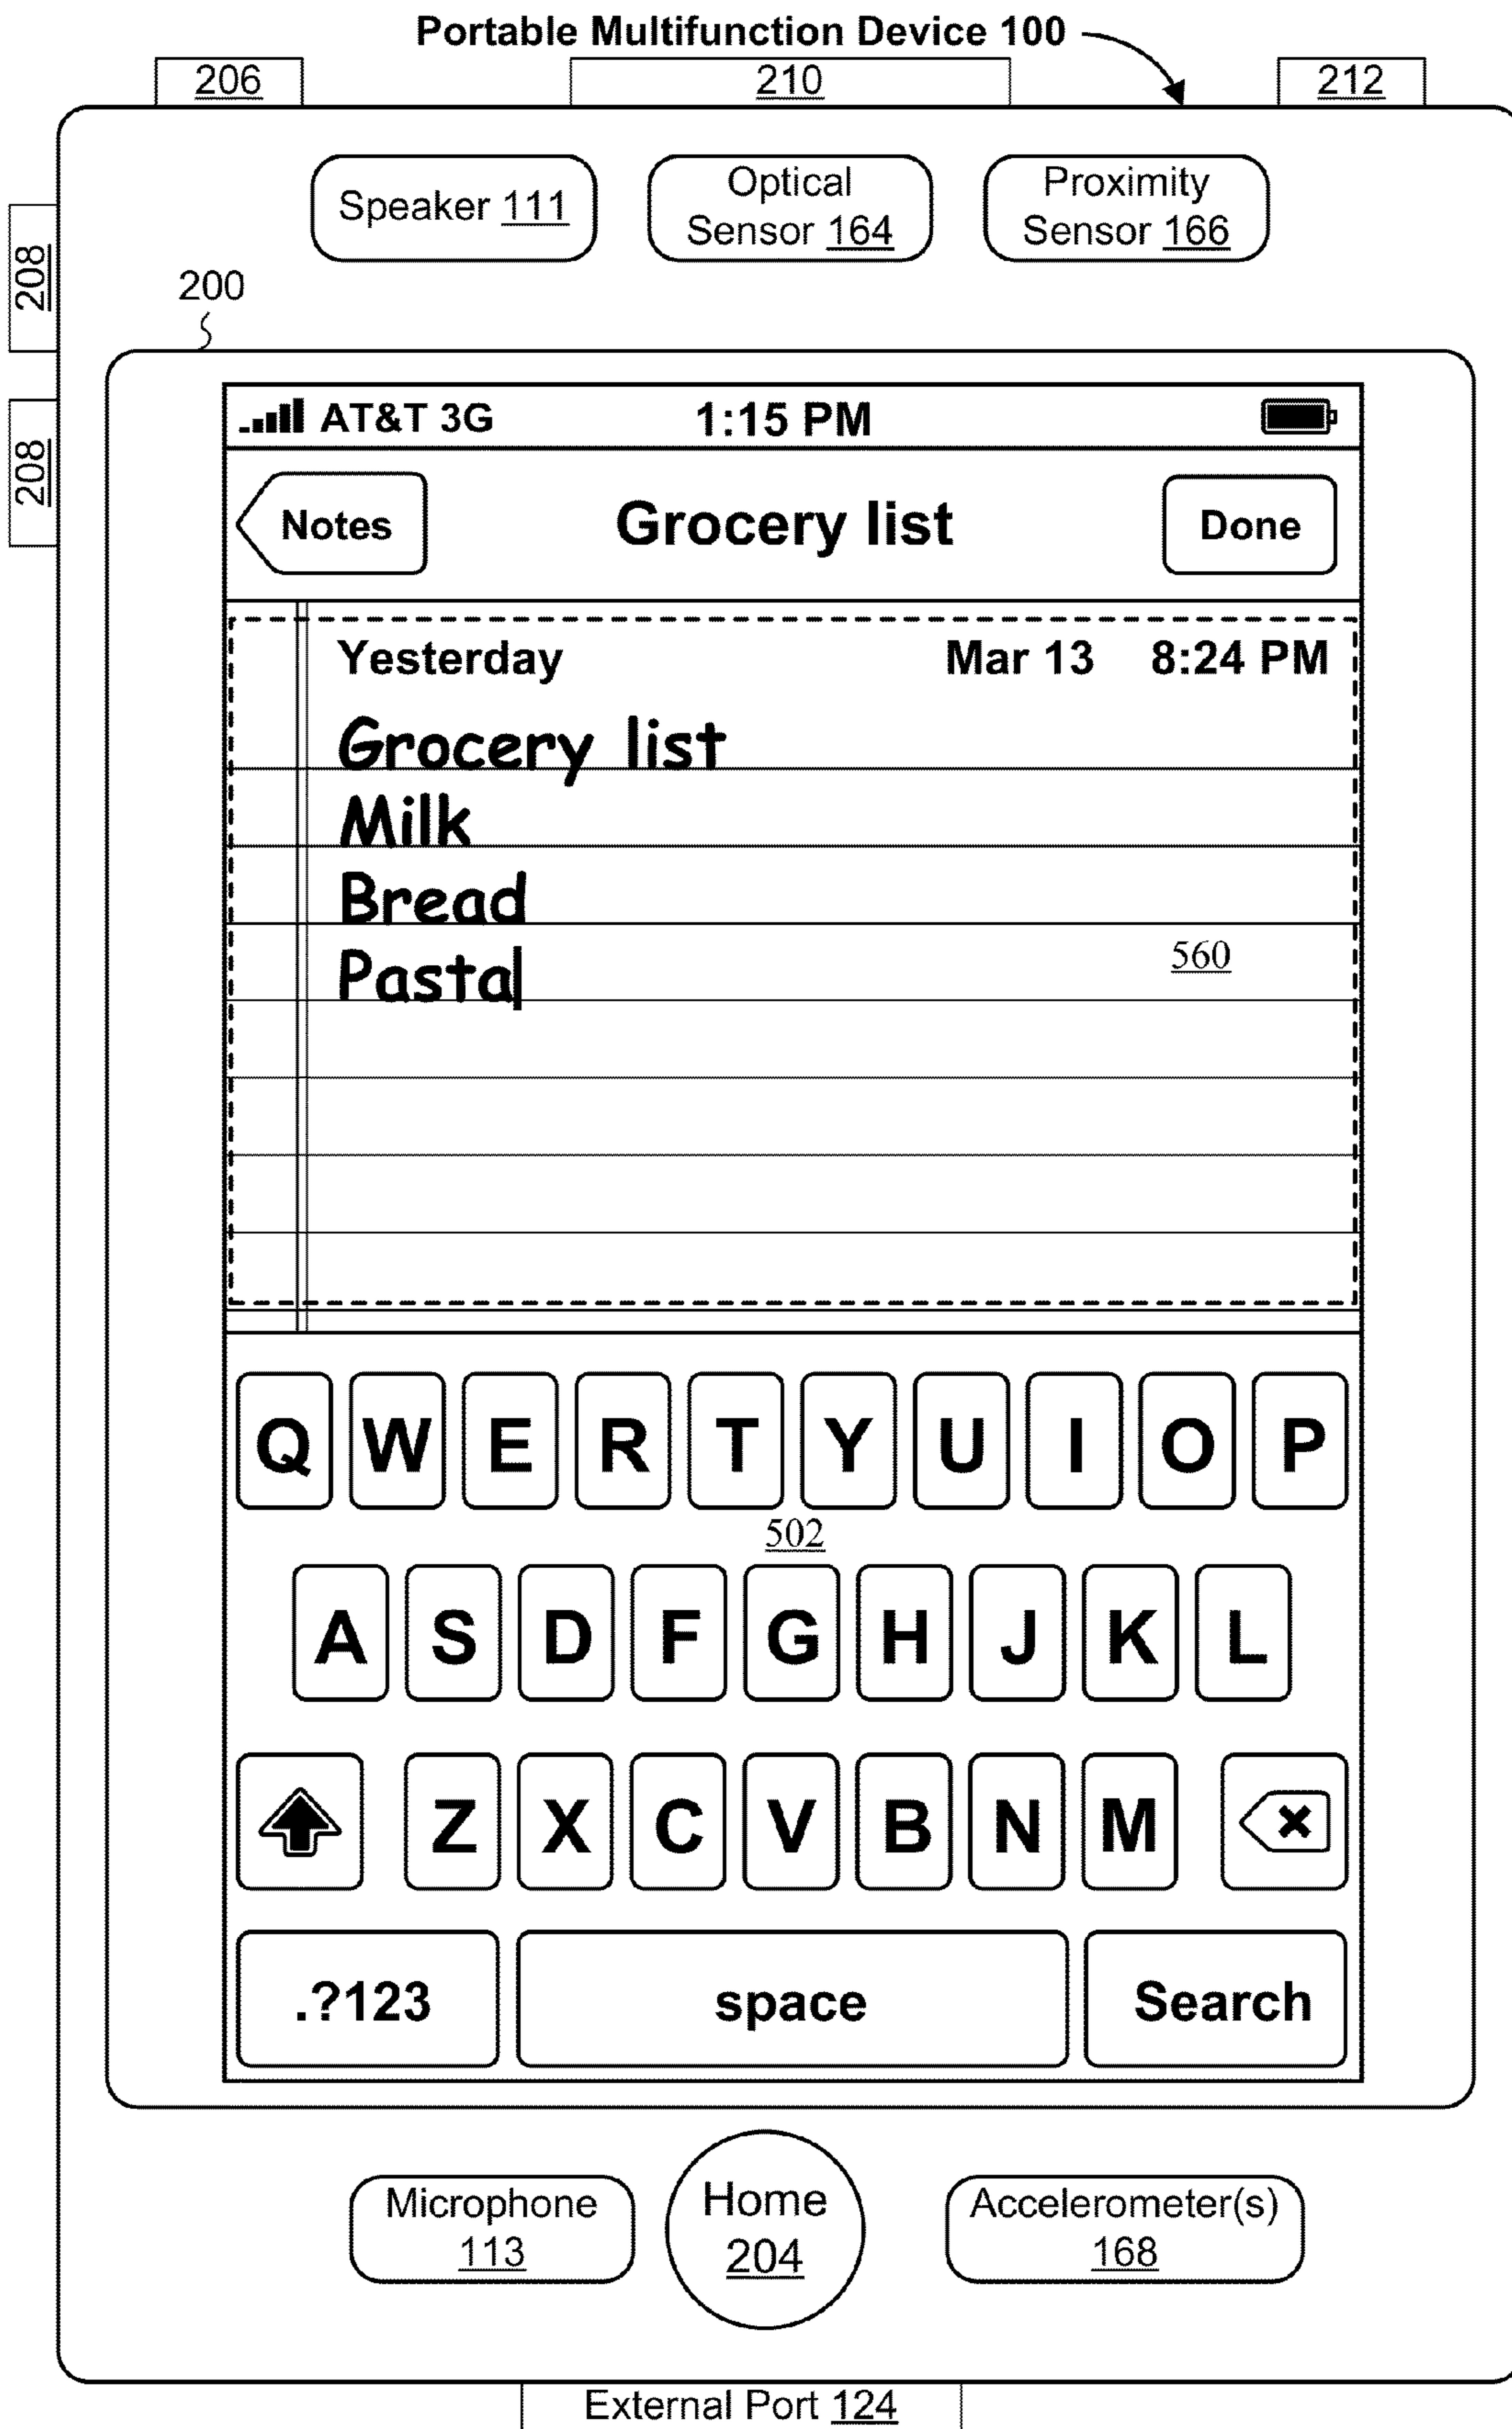 Portable Multifunction Device 100
206 210 212
Speaker 111
Optical
Sensor 164
Proximity
Sensor 166
208
208
200
AT&T 3G 1:15 PM
Notes Grocery list Done
Yesterday Mar 13 8:24 PM
Grocery list
Milk
Bread
Pasta
560
Q W E R T Y U I O P
502
A S D F G H J K L
Z X C V B N M
.?123 space Search
Microphone
113
Home
204
Accelerometer(s)
168
External Port 124